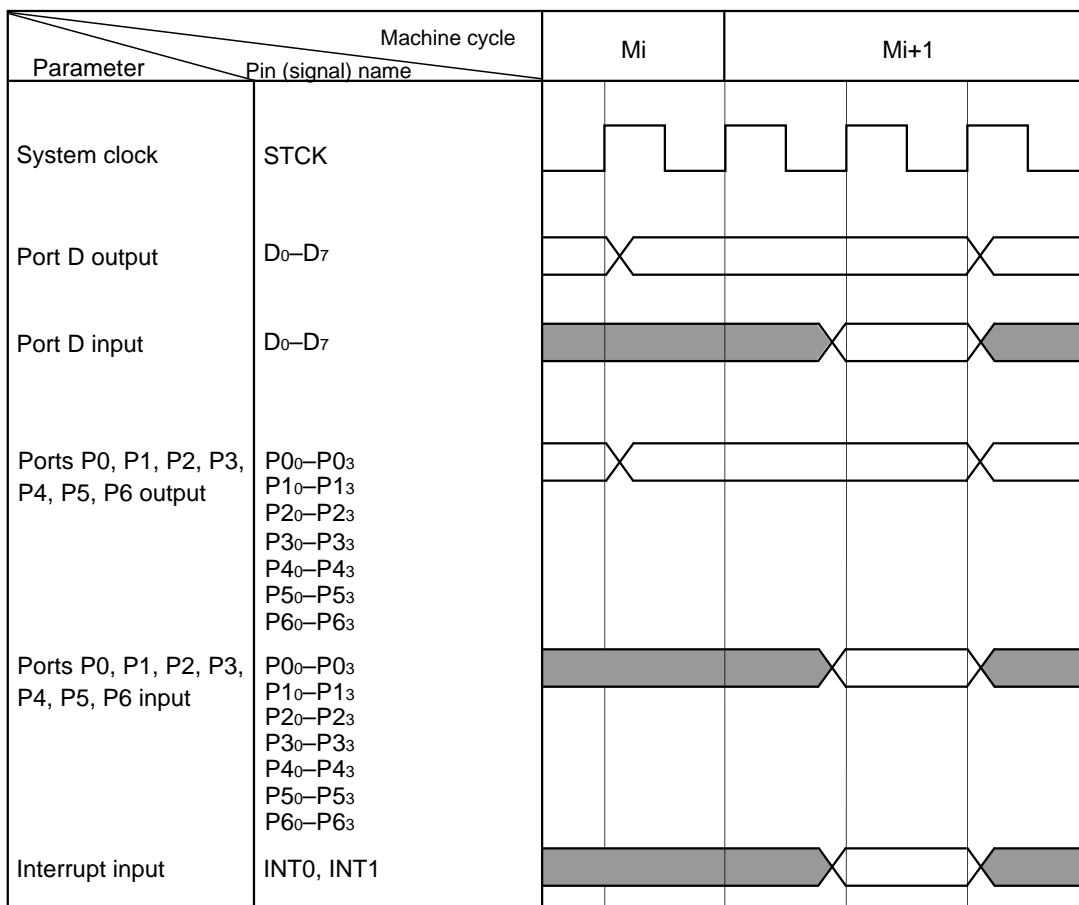 Machine cycle
Parameter
Pin (signal) name
Mi
Mi+1
System clock
STCK
Port D output
D0–D7
Port D input
D0–D7
Ports P0, P1, P2, P3,
P4, P5, P6 output
P00–P03
P10–P13
P20–P23
P30–P33
P40–P43
P50–P53
P60–P63
Ports P0, P1, P2, P3,
P4, P5, P6 input
P00–P03
P10–P13
P20–P23
P30–P33
P40–P43
P50–P53
P60–P63
Interrupt input
INT0, INT1